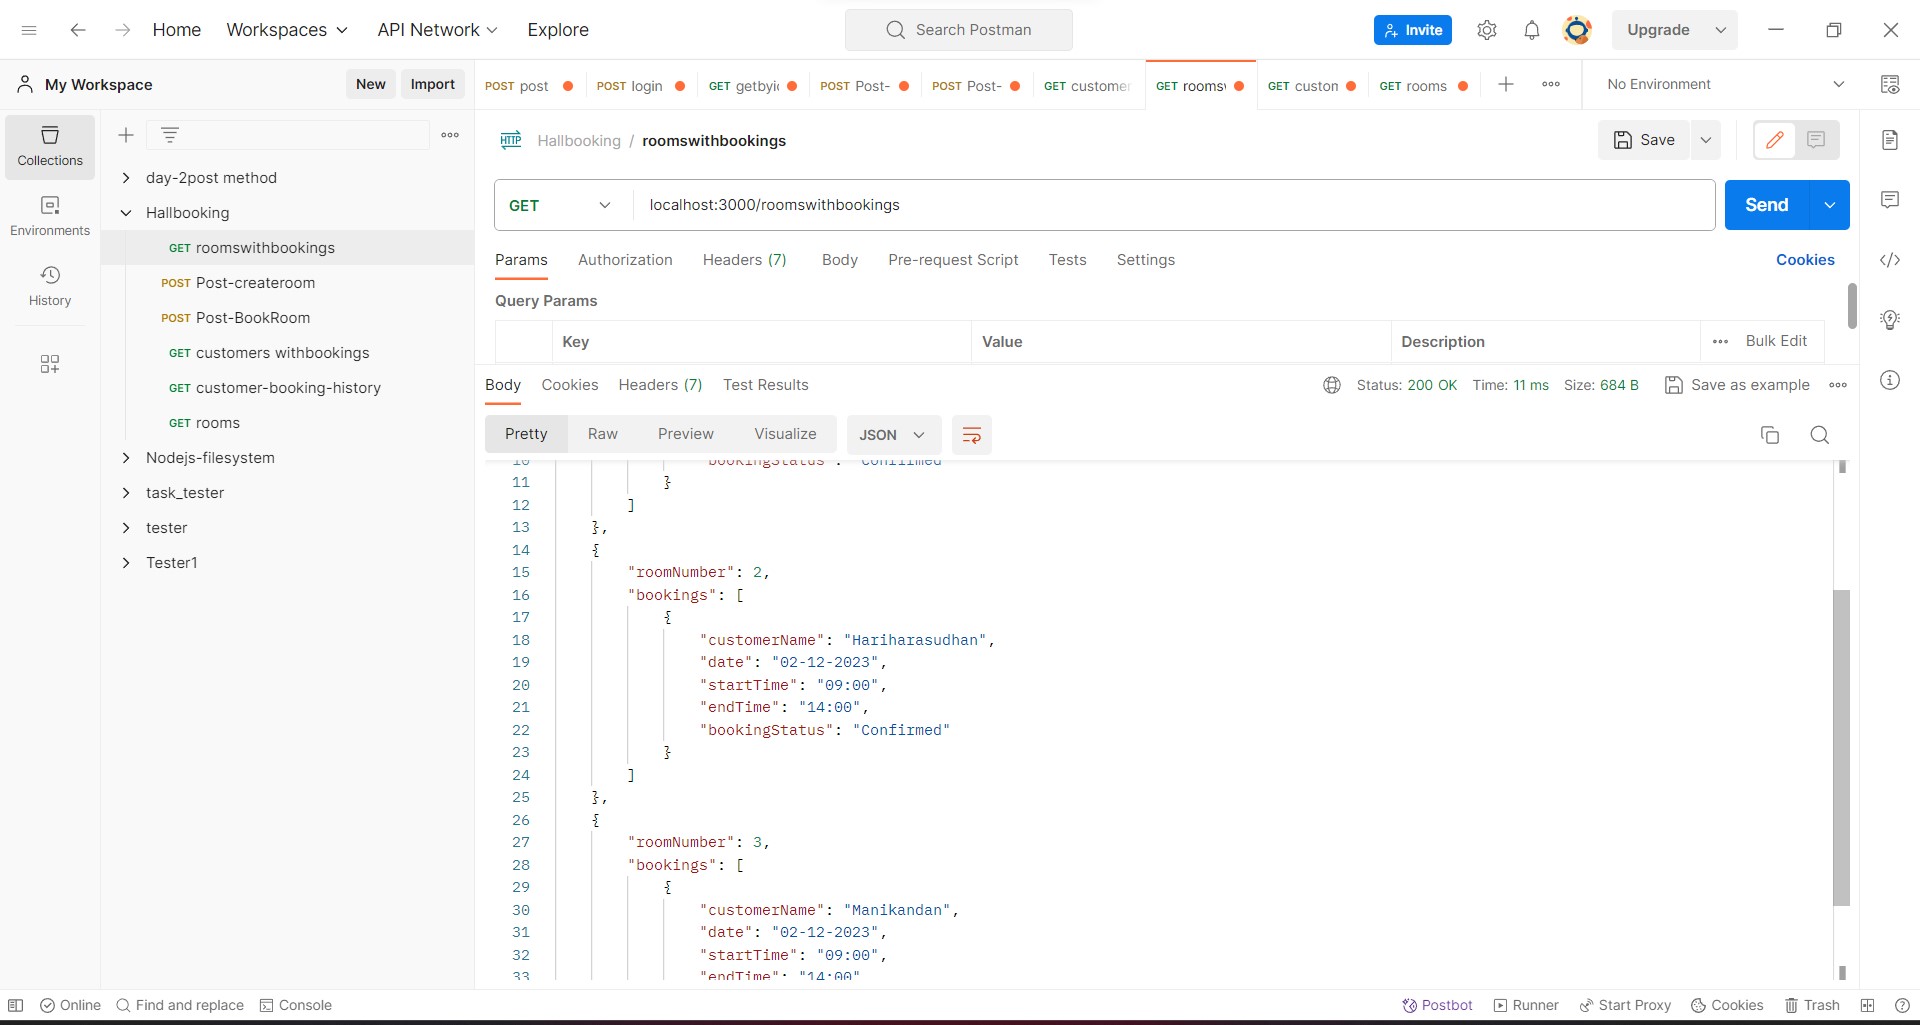 Home Workspaces API Network Explore Search Postman Invite Upgrade
My Workspace New Import
POST post POST login GET getbyid POST Post- POST Post- GET customer GET rooms GET custom GET rooms No Environment
Collections
Environments
History
day-2post method
Hallbooking
GET roomswithbookings
POST Post-createroom
POST Post-BookRoom
GET customers withbookings
GET customer-booking-history
GET rooms
Nodejs-filesystem
task_tester
tester
Tester1
HTTP Hallbooking / roomswithbookings Save
GET localhost:3000/roomswithbookings Send
Params Authorization Headers (7) Body Pre-request Script Tests Settings Cookies
Query Params
Key Value Description Bulk Edit
Body Cookies Headers (7) Test Results Status: 200 OK Time: 11 ms Size: 684 B Save as example
Pretty Raw Preview Visualize JSON
10 "bookingStatus": "Confirmed"
11 }
12 ]
13 },
14 {
15 "roomNumber": 2,
16 "bookings": [
17 {
18 "customerName": "Hariharasudhan",
19 "date": "02-12-2023",
20 "startTime": "09:00",
21 "endTime": "14:00",
22 "bookingStatus": "Confirmed"
23 }
24 ]
25 },
26 {
27 "roomNumber": 3,
28 "bookings": [
29 {
30 "customerName": "Manikandan",
31 "date": "02-12-2023",
32 "startTime": "09:00",
33 "endTime": "14:00"
Online Find and replace Console Postbot Runner Start Proxy Cookies Trash